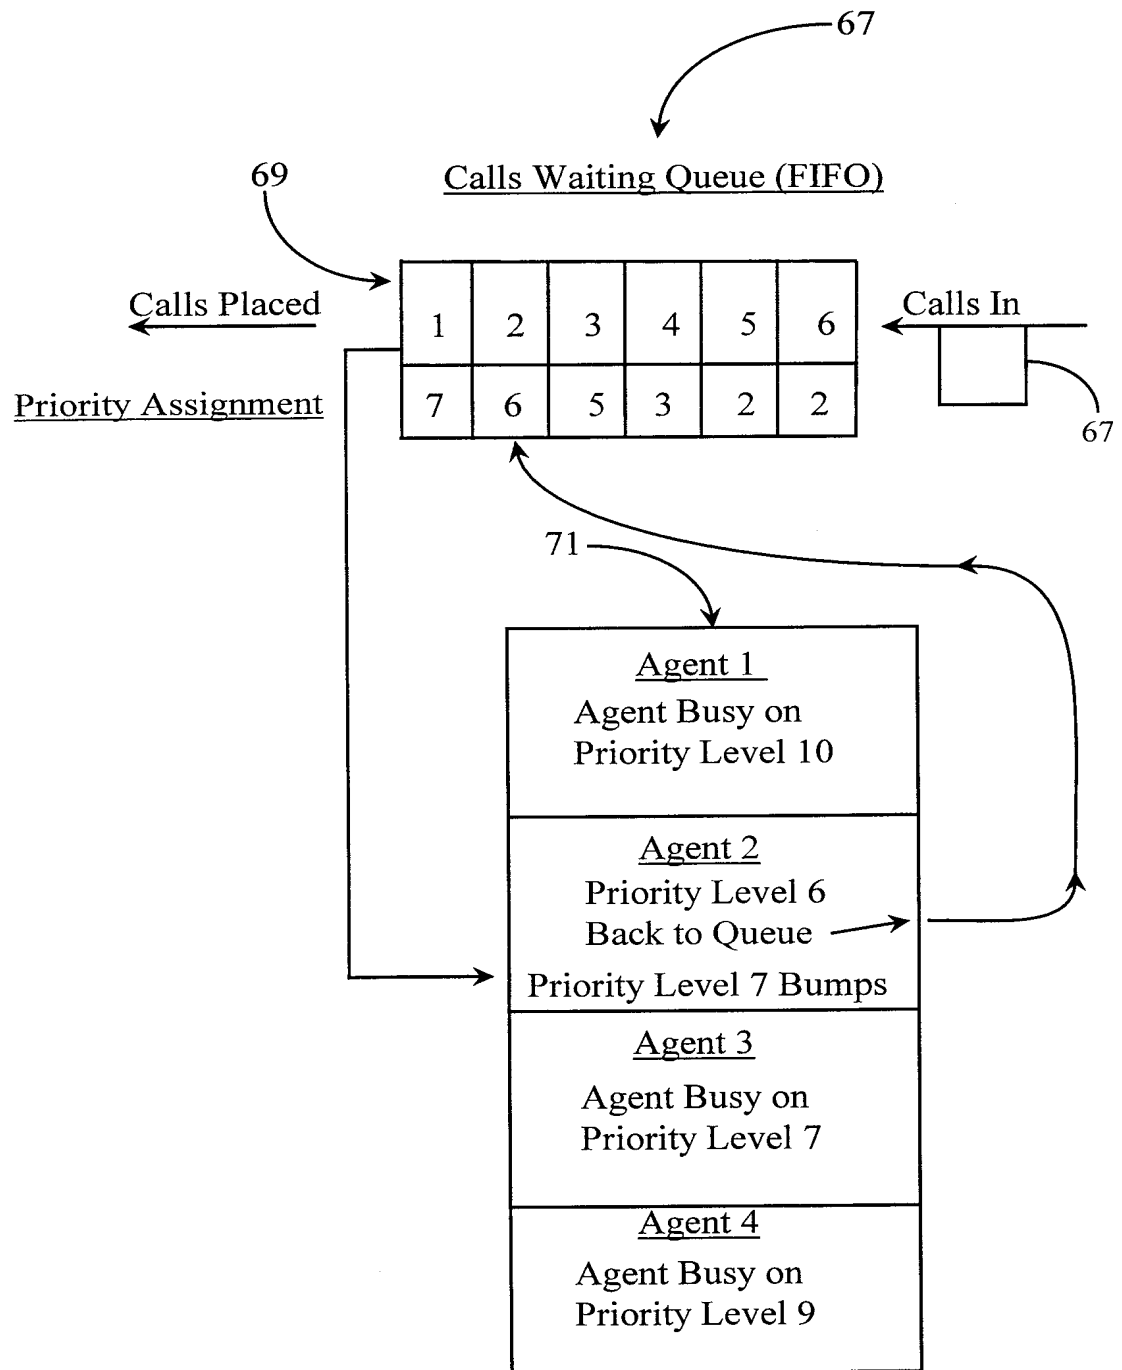 67
69
Calls Waiting Queue (FIFO)
Calls Placed
Calls In
1 2 3 4 5 6
Priority Assignment
7 6 5 3 2 2
67
71
Agent 1
Agent Busy on
Priority Level 10
Agent 2
Priority Level 6
Back to Queue
Priority Level 7 Bumps
Agent 3
Agent Busy on
Priority Level 7
Agent 4
Agent Busy on
Priority Level 9